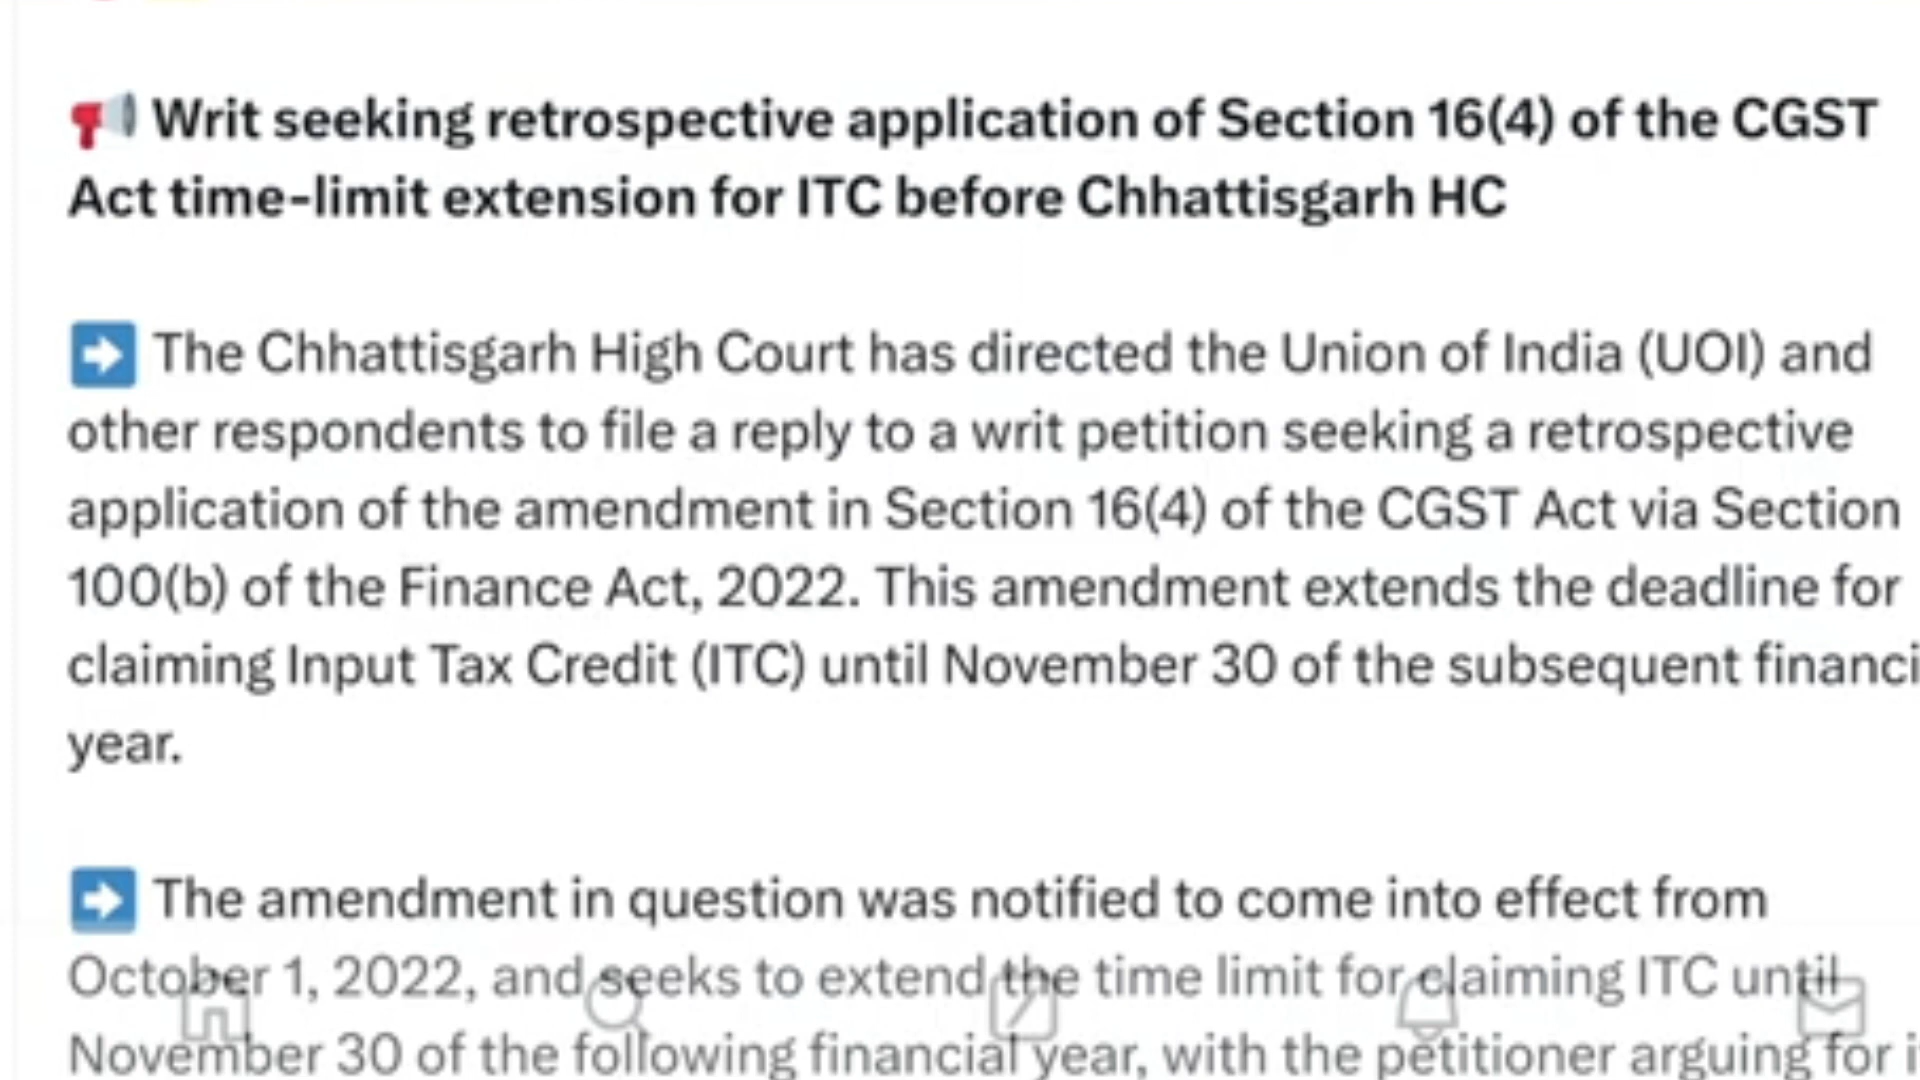 📢 Writ seeking retrospective application of Section 16(4) of the CGST
Act time-limit extension for ITC before Chhattisgarh HC
➡️ The Chhattisgarh High Court has directed the Union of India (UOI) and
other respondents to file a reply to a writ petition seeking a retrospective
application of the amendment in Section 16(4) of the CGST Act via Section
100(b) of the Finance Act, 2022. This amendment extends the deadline for
claiming Input Tax Credit (ITC) until November 30 of the subsequent financi
year.
➡️ The amendment in question was notified to come into effect from
October 1, 2022, and seeks to extend the time limit for claiming ITC until
November 30 of the following financial year, with the petitioner arguing for